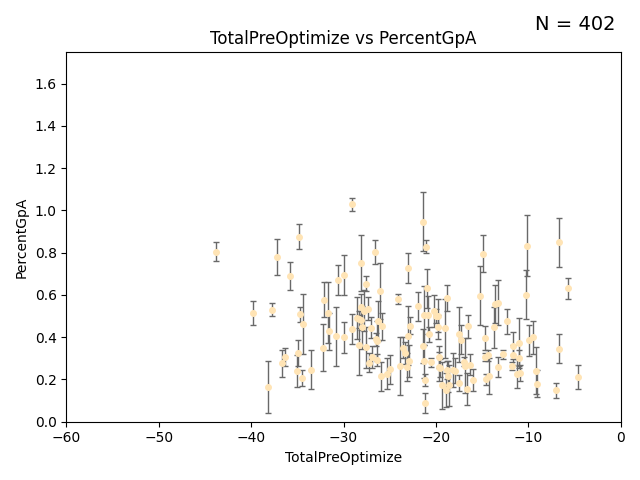 N = 402
TotalPreOptimize vs PercentGpA
PercentGpA
1.6
1.4
1.2
1.0
0.8
0.6
0.4
0.2
0.0
−60 −50 −40 −30 −20 −10 0
TotalPreOptimize